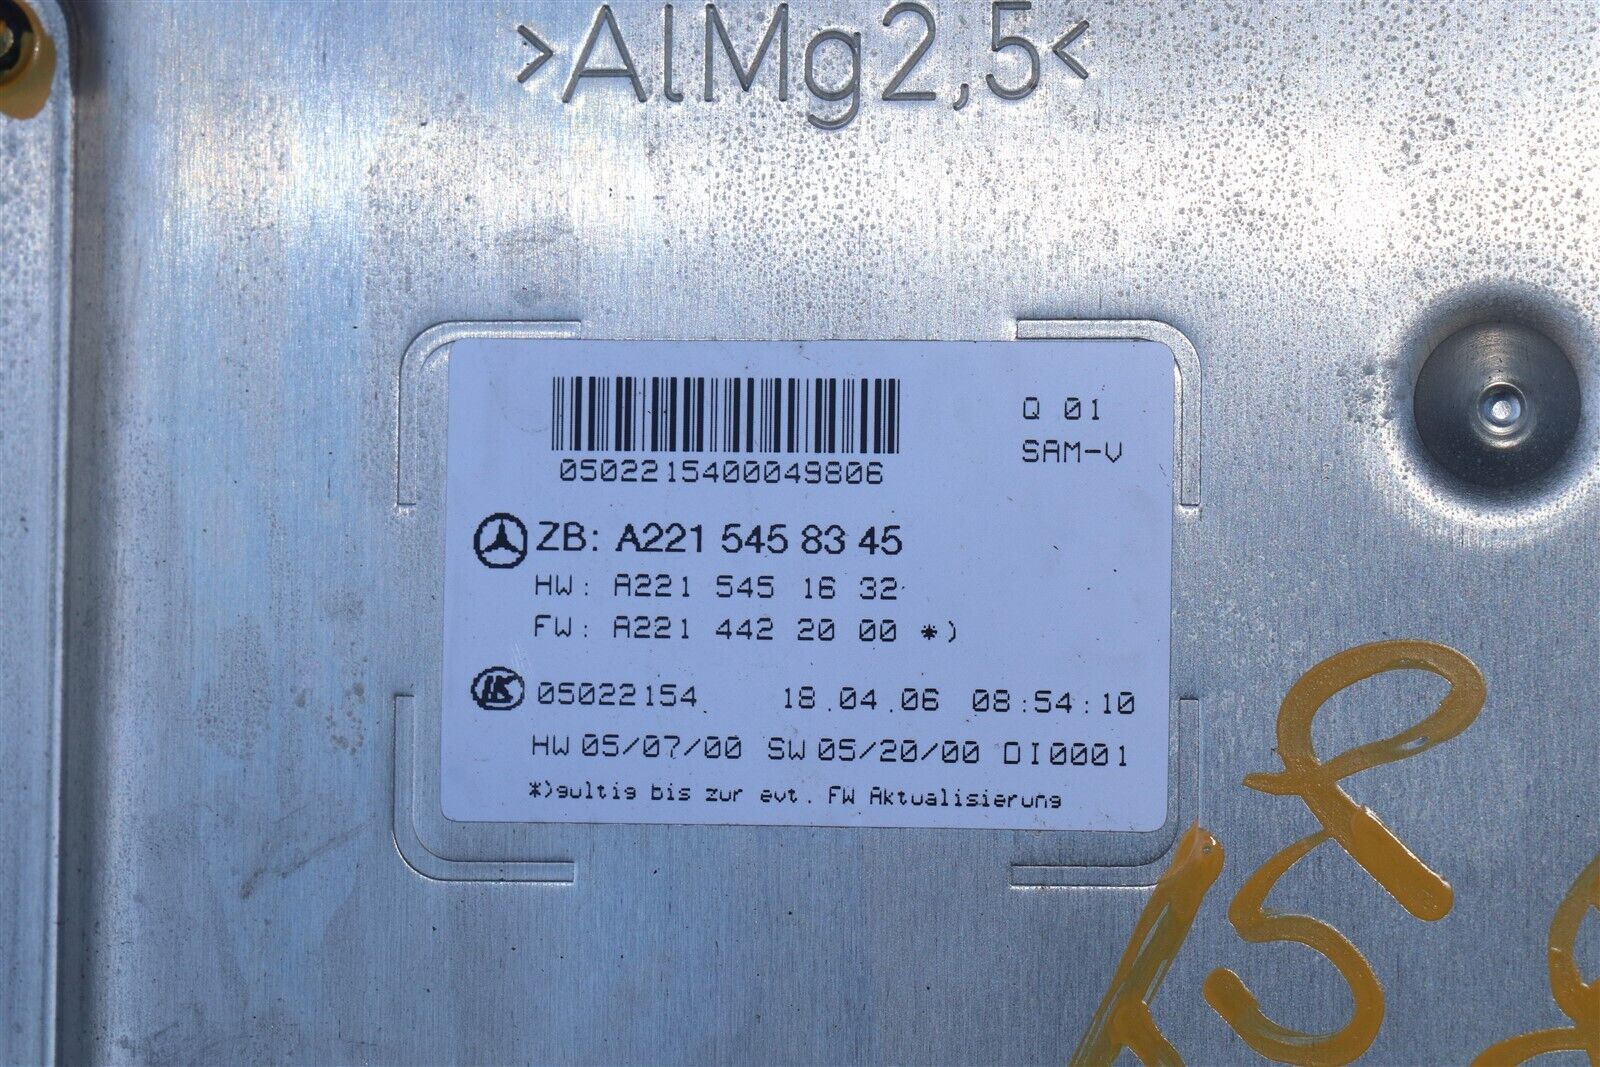 >AlMg2,5<
Q 01
SAM-V
0502215400049806
ZB: A221 545 83 45
HW: A221 545 16 32
FW: A221 442 20 00 *)
LK 05022154 18.04.06 08:54:10
HW 05/07/00 SW 05/20/00 DI0001
*)gultig bis zur evt. FW Aktualisierung